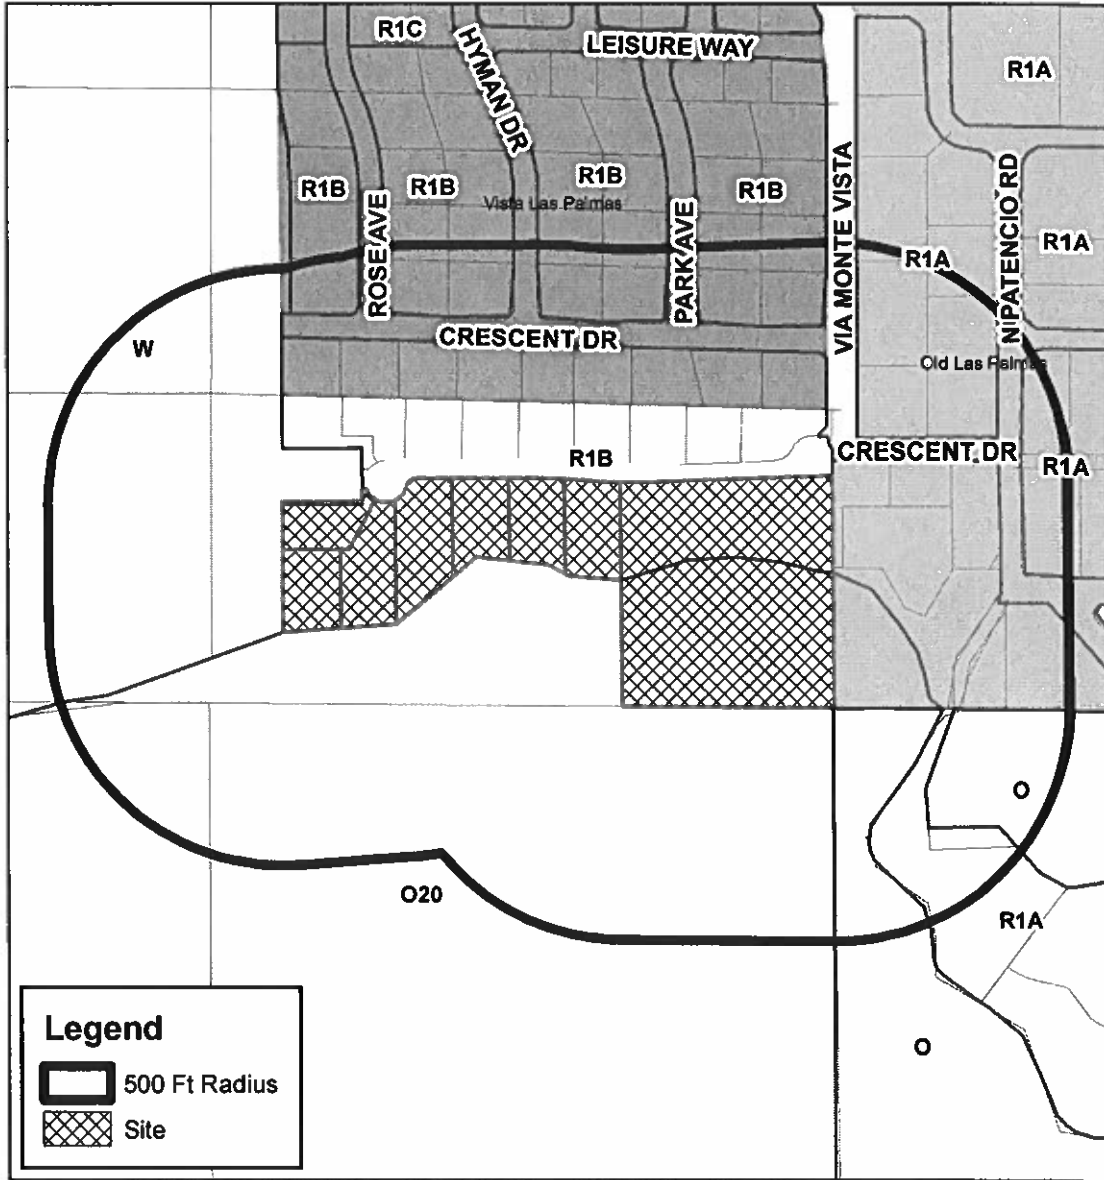 R1C
HYMAN DR
LEISURE WAY
R1A
R1B
R1B
R1B
R1B
Vista Las Palmas
ROSE AVE
PARK AVE
VIA MONTE VISTA
N PATENCIO RD
R1A
R1A
W
CRESCENT DR
Old Las Palmas
R1B
CRESCENT DR
R1A
O
O20
R1A
O
Legend
500 Ft Radius
Site